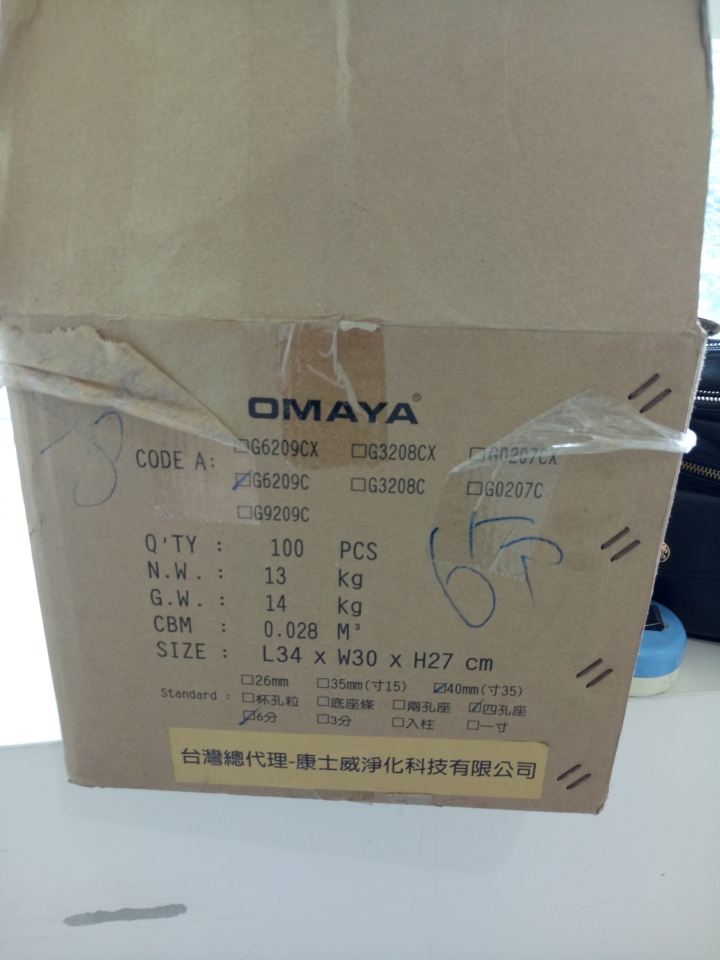 OMAYA®
CODE A: □G6209CX □G3208CX □G0207CX
☑G6209C □G3208C □G0207C
□G9209C
Q'TY : 100 PCS
N.W. : 13 kg
G.W. : 14 kg
CBM : 0.028 M³
SIZE : L34 x W30 x H27 cm
□26mm □35mm(寸15) ☑40mm(寸35)
Standard : □杯孔粒 □底座條 □兩孔座 ☑四孔座
☑6分 □3分 □入柱 □一寸
台灣總代理-康士威淨化科技有限公司